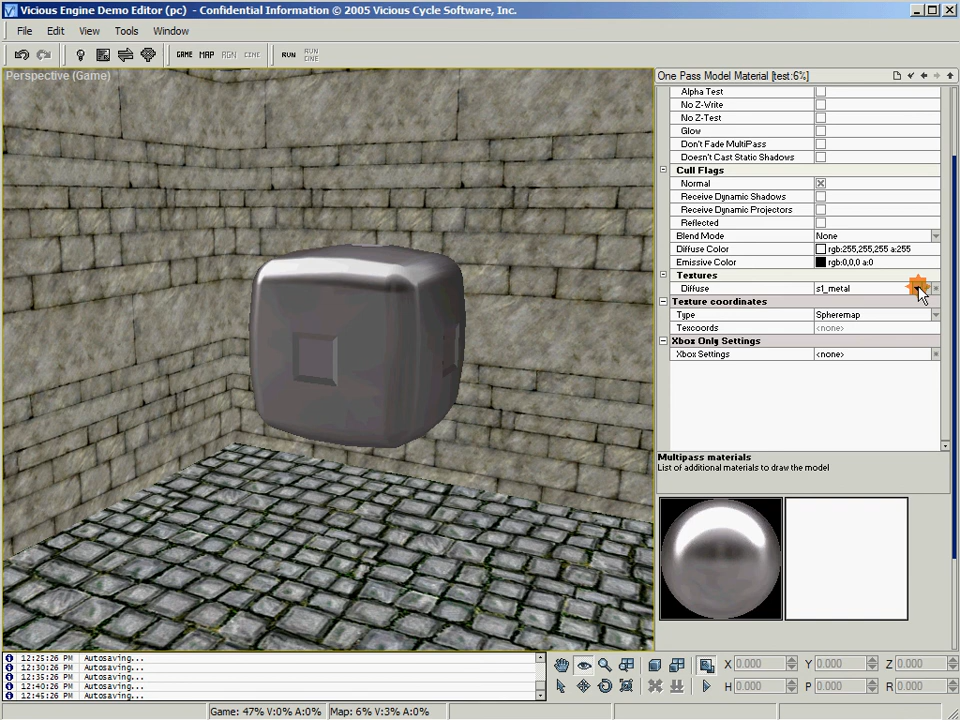 Vicious Engine Demo Editor (pc) - Confidential Information © 2005 Vicious Cycle Software, Inc.
File Edit View Tools Window
GAME MAP RGN CINE RUN RUN CINE
Perspective (Game)
One Pass Model Material [test:6%]
Alpha Test
No Z-Write
No Z-Test
Glow
Don't Fade MultiPass
Doesn't Cast Static Shadows
Cull Flags
Normal
Receive Dynamic Shadows
Receive Dynamic Projectors
Reflected
Blend Mode None
Diffuse Color rgb:255,255,255 a:255
Emissive Color rgb:0,0,0 a:0
Textures
Diffuse s1_metal
Texture coordinates
Type Spheremap
Texcoords <none>
Xbox Only Settings
Xbox Settings <none>
Multipass materials
List of additional materials to draw the model
12:25:26 PM Autosaving...
12:30:26 PM Autosaving...
12:35:26 PM Autosaving...
12:40:26 PM Autosaving...
12:45:26 PM Autosaving...
X 0.000 Y 0.000 Z 0.000
H 0.000 P 0.000 R 0.000
Game: 47% V:0% A:0% Map: 6% V:3% A:0%